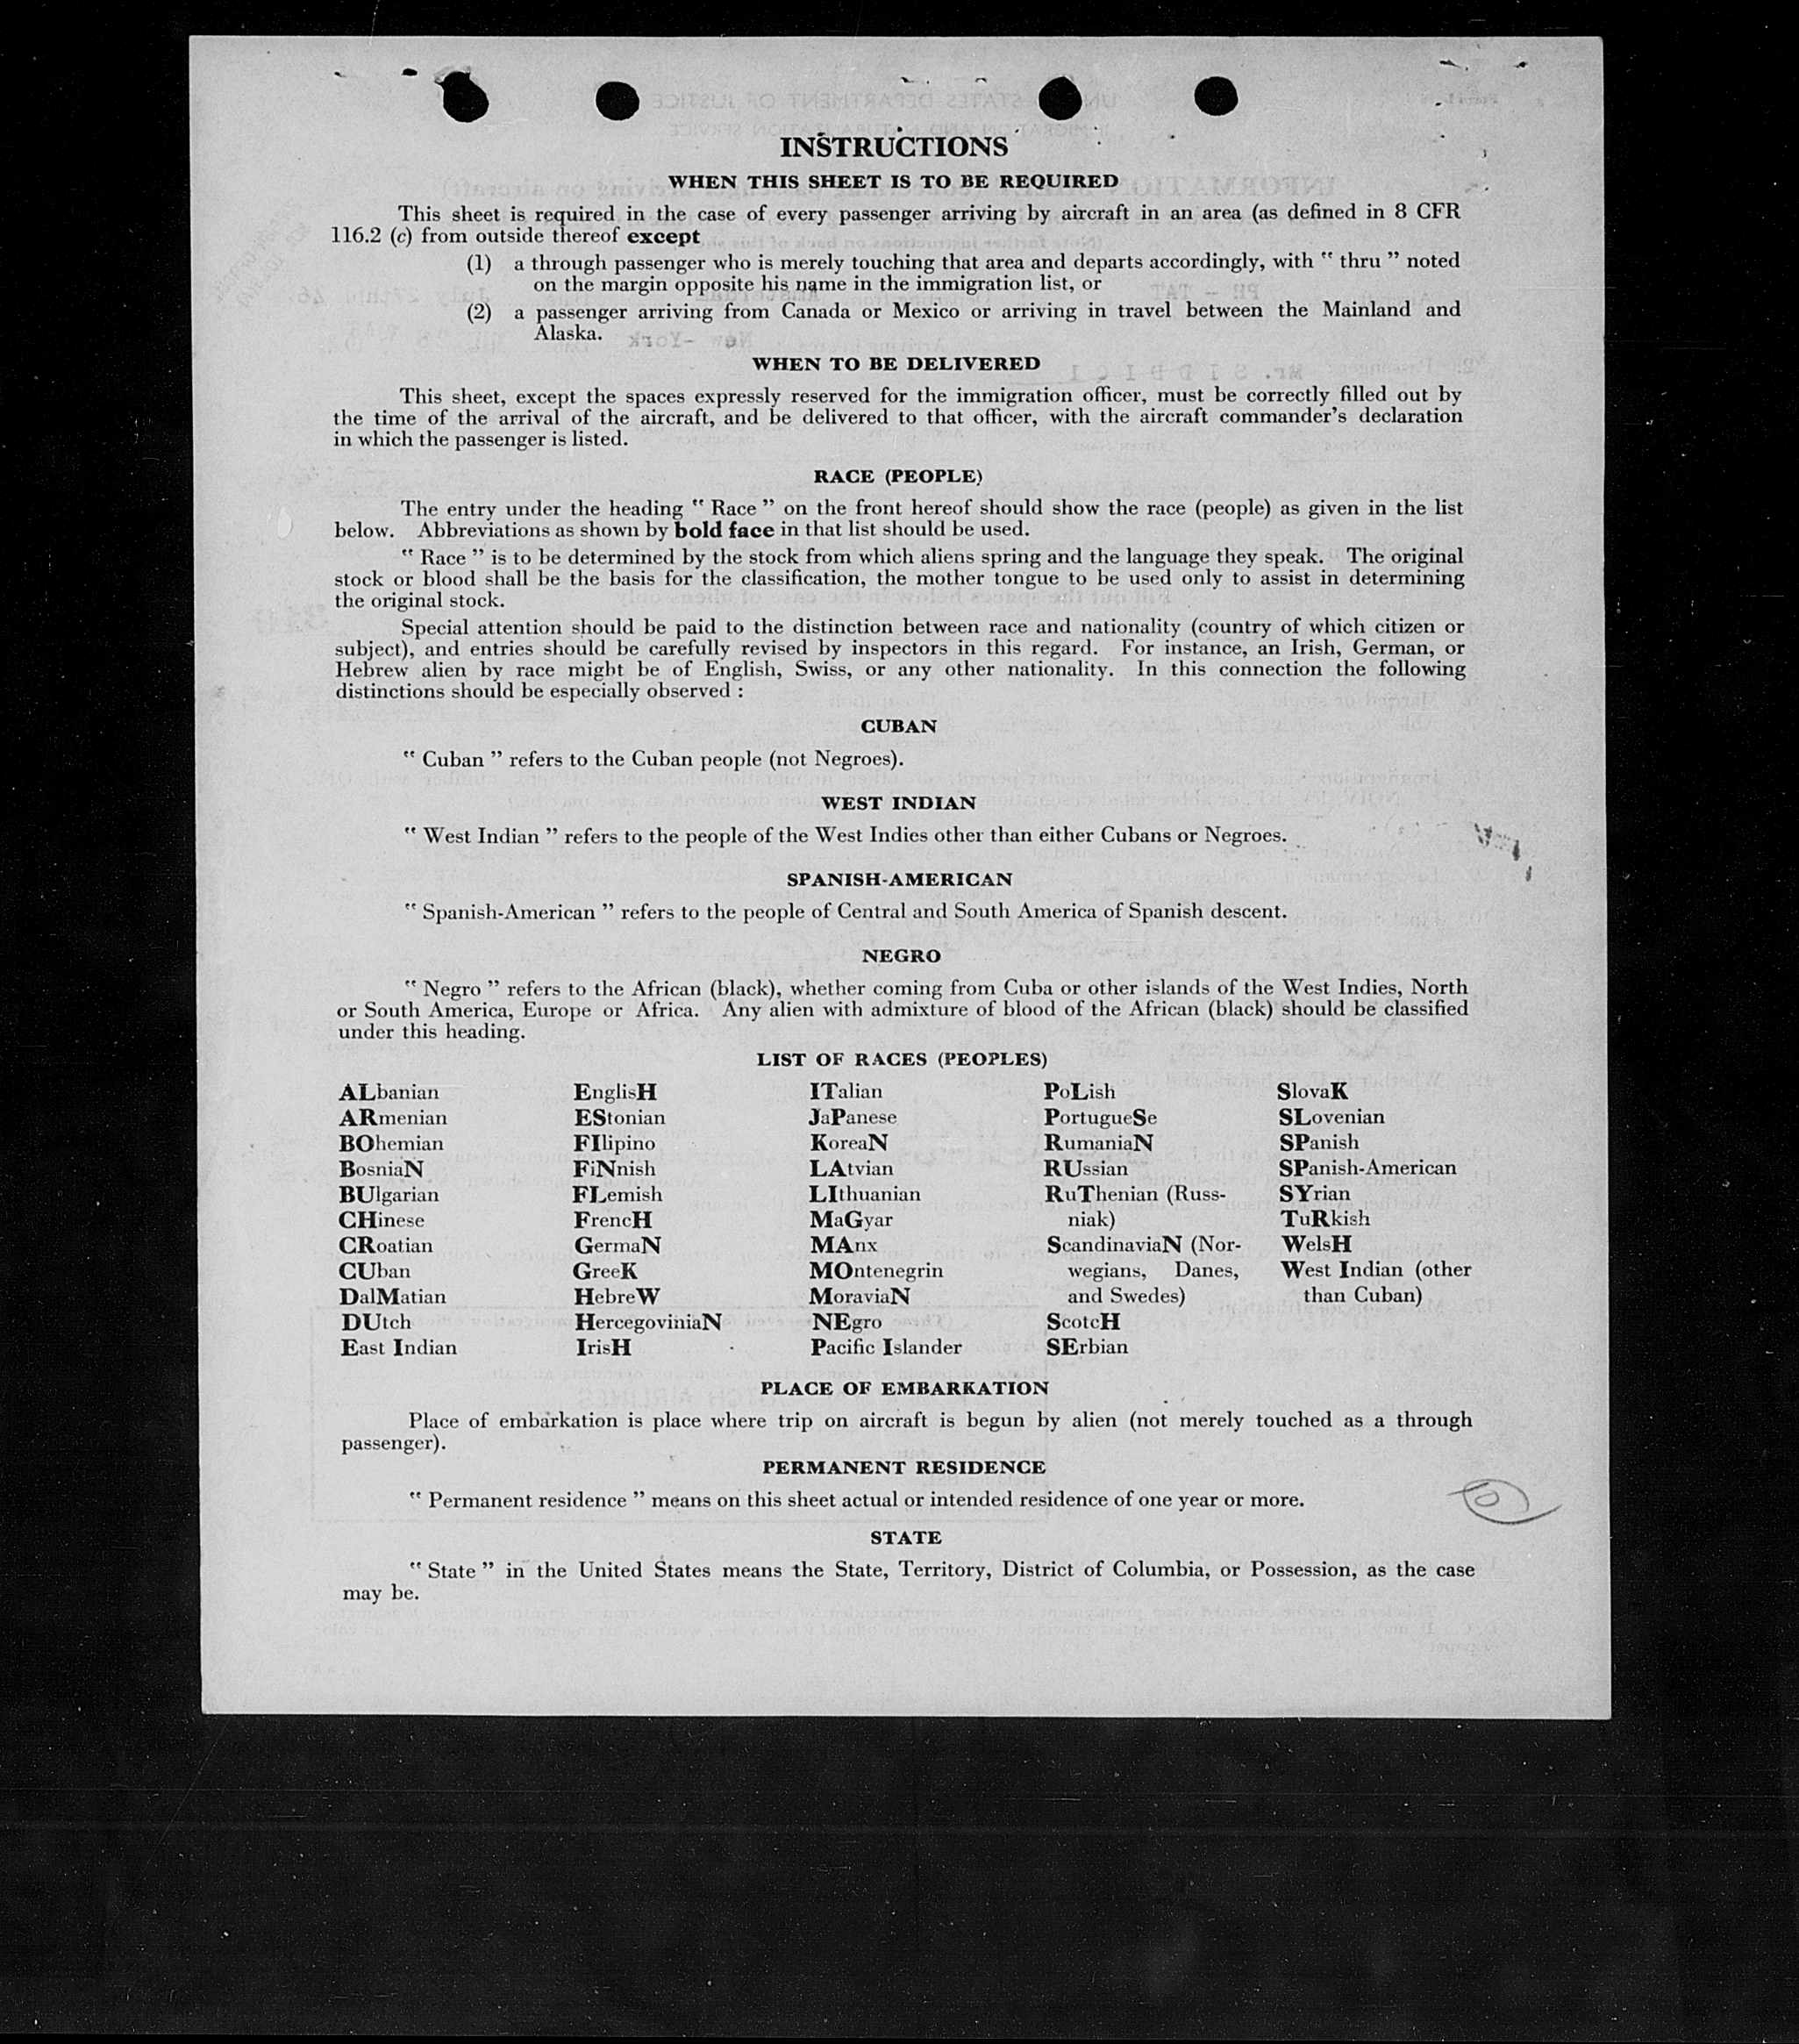 INSTRUCTIONS
WHEN THIS SHEET IS TO BE REQUIRED
This sheet is required in the case of every passenger arriving by aircraft in an area (as defined in 8 CFR
116.2 (c) from outside thereof except
(1) a through passenger who is merely touching that area and departs accordingly, with " thru " noted
on the margin opposite his name in the immigration list, or
(2) a passenger arriving from Canada or Mexico or arriving in travel between the Mainland and
Alaska.
WHEN TO BE DELIVERED
This sheet, except the spaces expressly reserved for the immigration officer, must be correctly filled out by
the time of the arrival of the aircraft, and be delivered to that officer, with the aircraft commander's declaration
in which the passenger is listed.
RACE (PEOPLE)
The entry under the heading " Race " on the front hereof should show the race (people) as given in the list
below. Abbreviations as shown by bold face in that list should be used.
" Race " is to be determined by the stock from which aliens spring and the language they speak. The original
stock or blood shall be the basis for the classification, the mother tongue to be used only to assist in determining
the original stock.
Special attention should be paid to the distinction between race and nationality (country of which citizen or
subject), and entries should be carefully revised by inspectors in this regard. For instance, an Irish, German, or
Hebrew alien by race might be of English, Swiss, or any other nationality. In this connection the following
distinctions should be especially observed :
CUBAN
" Cuban " refers to the Cuban people (not Negroes).
WEST INDIAN
" West Indian " refers to the people of the West Indies other than either Cubans or Negroes.
SPANISH-AMERICAN
" Spanish-American " refers to the people of Central and South America of Spanish descent.
NEGRO
" Negro " refers to the African (black), whether coming from Cuba or other islands of the West Indies, North
or South America, Europe or Africa. Any alien with admixture of blood of the African (black) should be classified
under this heading.
LIST OF RACES (PEOPLES)
ALbanian
ARmenian
BOhemian
BosniaN
BUlgarian
CHinese
CRoatian
CUban
DalMatian
DUtch
East Indian
EnglisH
EStonian
FIlipino
FiNnish
FLemish
FrencH
GermaN
GreeK
HebreW
HercegoviniaN
IrisH
ITalian
JaPanese
KoreaN
LAtvian
LIthuanian
MaGyar
MAnx
MOntenegrin
MoraviaN
NEgro
Pacific Islander
PoLish
PortugueSe
RumaniaN
RUssian
RuThenian (Russ-
niak)
ScandinaviaN (Nor-
wegians, Danes,
and Swedes)
ScotcH
SErbian
SlovaK
SLovenian
SPanish
SPanish-American
SYrian
TuRkish
WelsH
West Indian (other
than Cuban)
PLACE OF EMBARKATION
Place of embarkation is place where trip on aircraft is begun by alien (not merely touched as a through
passenger).
PERMANENT RESIDENCE
" Permanent residence " means on this sheet actual or intended residence of one year or more.
STATE
" State " in the United States means the State, Territory, District of Columbia, or Possession, as the case
may be.